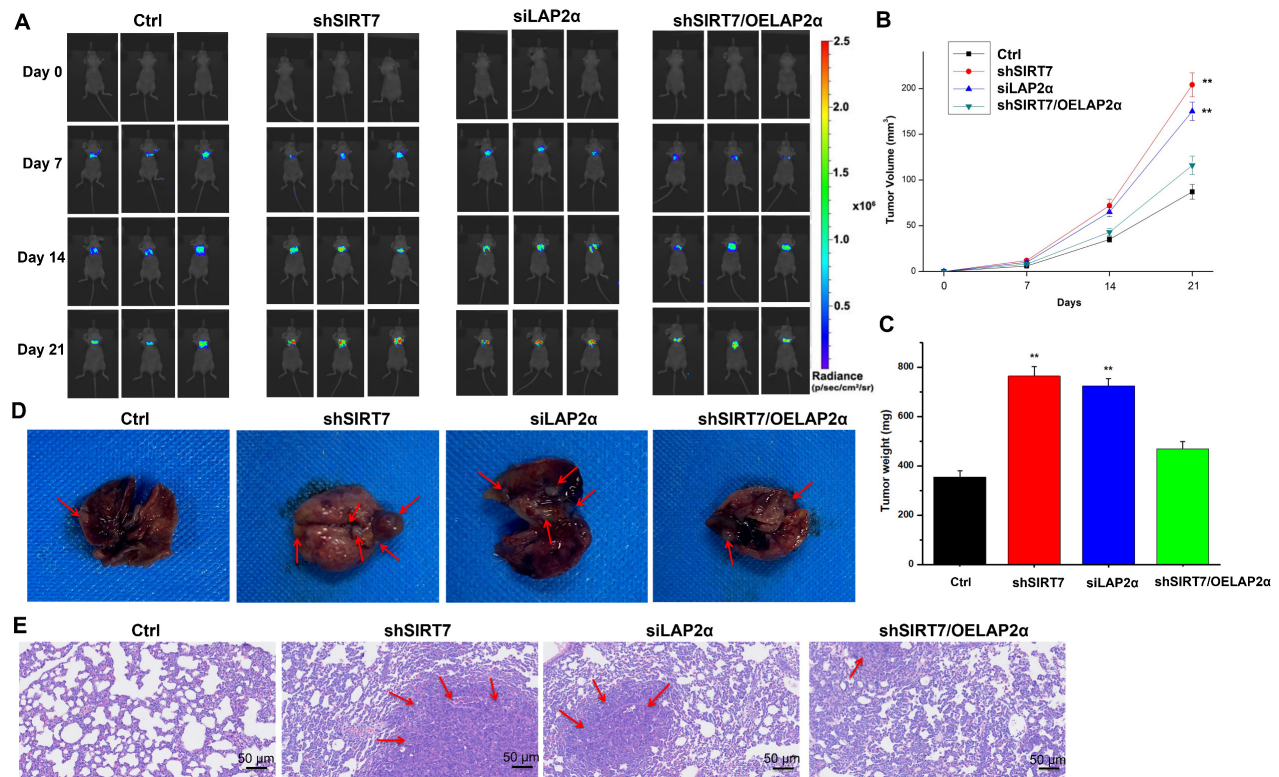 A
Ctrl
shSIRT7
siLAP2α
shSIRT7/OELAP2α
Day 0
Day 7
Day 14
Day 21
2.5
2.0
1.5
x10⁶
1.0
0.5
Radiance
(p/sec/cm²/sr)
B
Ctrl
shSIRT7
siLAP2α
shSIRT7/OELAP2α
Tumor Volume (mm³)
200
150
100
50
0
**
**
0 7 14 21
Days
C
Tumor weight (mg)
800
600
400
200
0
**
**
Ctrl shSIRT7 siLAP2α shSIRT7/OELAP2α
D
Ctrl
shSIRT7
siLAP2α
shSIRT7/OELAP2α
E
Ctrl
shSIRT7
siLAP2α
shSIRT7/OELAP2α
50 µm
50 µm
50 µm
50 µm